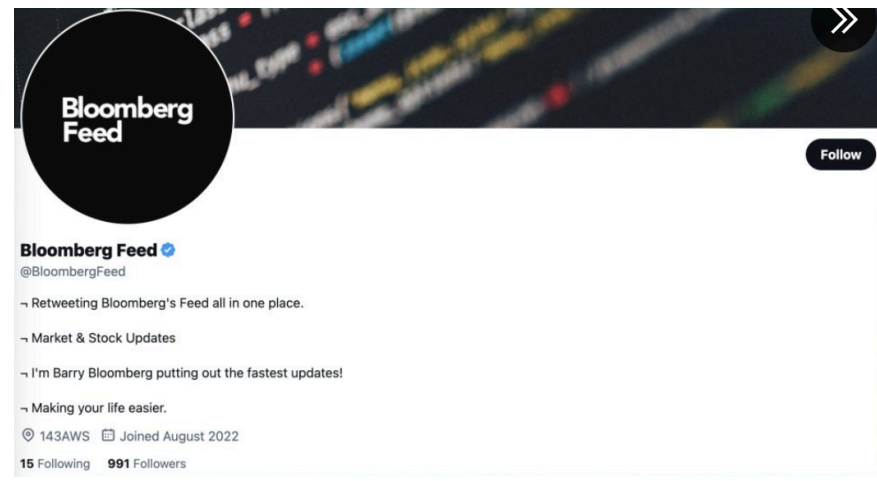 Bloomberg
Feed
Follow
Bloomberg Feed
@BloombergFeed
¬ Retweeting Bloomberg's Feed all in one place.
¬ Market & Stock Updates
¬ I'm Barry Bloomberg putting out the fastest updates!
¬ Making your life easier.
143AWS Joined August 2022
15 Following 991 Followers